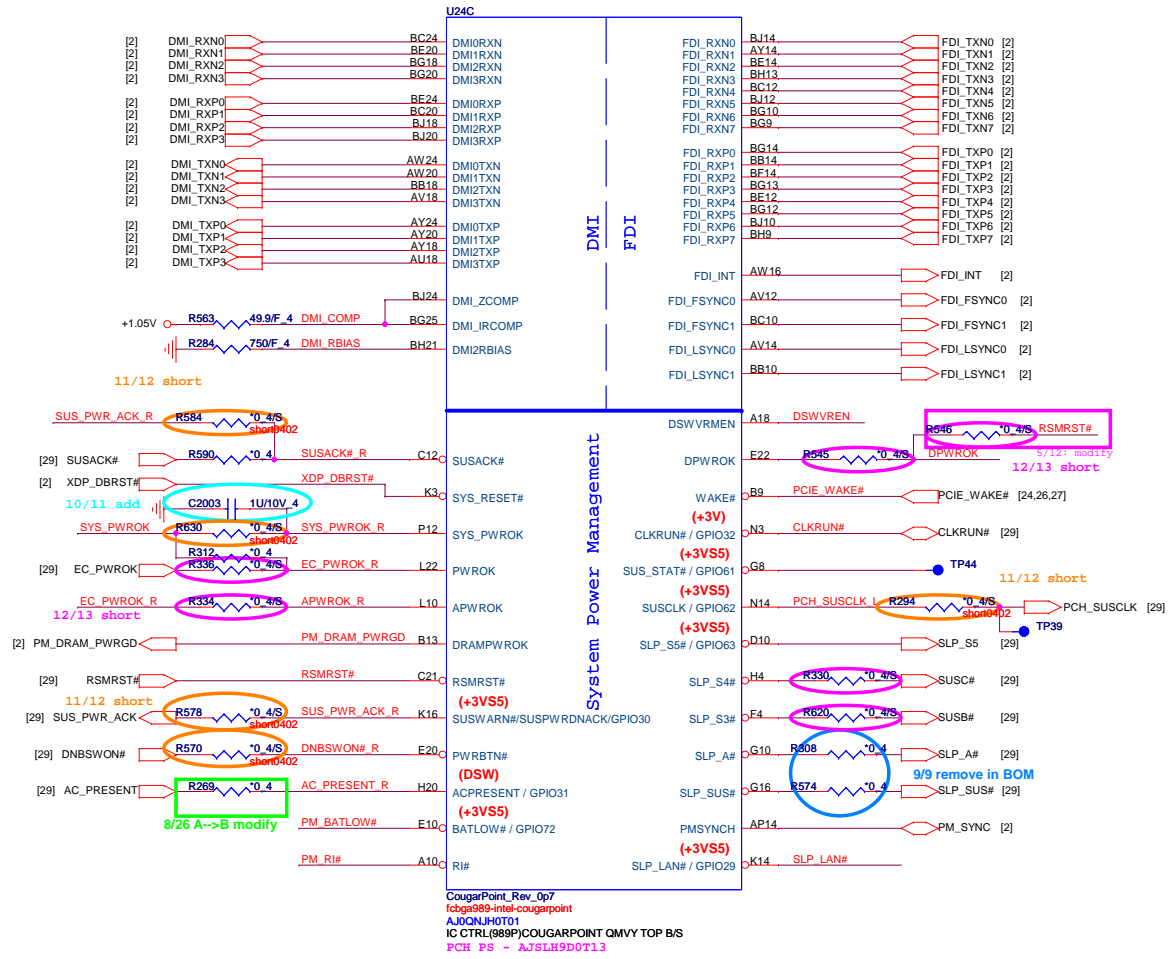 U24C
[2] DMI_RXN0 BC24 DMI0RXN
[2] DMI_RXN1 BE20 DMI1RXN
[2] DMI_RXN2 BG18 DMI2RXN
[2] DMI_RXN3 BG20 DMI3RXN
[2] DMI_RXP0 BE24 DMI0RXP
[2] DMI_RXP1 BC20 DMI1RXP
[2] DMI_RXP2 BJ18 DMI2RXP
[2] DMI_RXP3 BJ20 DMI3RXP
[2] DMI_TXN0 AW24 DMI0TXN
[2] DMI_TXN1 AW20 DMI1TXN
[2] DMI_TXN2 BB18 DMI2TXN
[2] DMI_TXN3 AV18 DMI3TXN
[2] DMI_TXP0 AY24 DMI0TXP
[2] DMI_TXP1 AY20 DMI1TXP
[2] DMI_TXP2 AY18 DMI2TXP
[2] DMI_TXP3 AU18 DMI3TXP
BJ24 DMI_ZCOMP
+1.05V R563 49.9/F_4 DMI_COMP BG25 DMI_IRCOMP
R284 750/F_4 DMI_RBIAS BH21 DMI2RBIAS
DMI
FDI
FDI_RXN0 BJ14 FDI_TXN0 [2]
FDI_RXN1 AY14 FDI_TXN1 [2]
FDI_RXN2 BE14 FDI_TXN2 [2]
FDI_RXN3 BH13 FDI_TXN3 [2]
FDI_RXN4 BC12 FDI_TXN4 [2]
FDI_RXN5 BJ12 FDI_TXN5 [2]
FDI_RXN6 BG10 FDI_TXN6 [2]
FDI_RXN7 BG9 FDI_TXN7 [2]
FDI_RXP0 BG14 FDI_TXP0 [2]
FDI_RXP1 BB14 FDI_TXP1 [2]
FDI_RXP2 BF14 FDI_TXP2 [2]
FDI_RXP3 BG13 FDI_TXP3 [2]
FDI_RXP4 BE12 FDI_TXP4 [2]
FDI_RXP5 BG12 FDI_TXP5 [2]
FDI_RXP6 BJ10 FDI_TXP6 [2]
FDI_RXP7 BH9 FDI_TXP7 [2]
FDI_INT AW16 FDI_INT [2]
FDI_FSYNC0 AV12 FDI_FSYNC0 [2]
FDI_FSYNC1 BC10 FDI_FSYNC1 [2]
FDI_LSYNC0 AV14 FDI_LSYNC0 [2]
FDI_LSYNC1 BB10 FDI_LSYNC1 [2]
11/12 short
SUS_PWR_ACK_R R584 *0_4/S
short0402
[29] SUSACK# R590 *0_4 SUSACK#_R C12 SUSACK#
[2] XDP_DBRST# XDP_DBRST# K3 SYS_RESET#
10/11 add
C2003 1U/10V_4
SYS_PWROK R630 *0_4/S SYS_PWROK_R P12 SYS_PWROK
short0402
R312 *0_4
[29] EC_PWROK R336 *0_4/S EC_PWROK_R L22 PWROK
EC_PWROK_R R334 *0_4/S APWROK_R L10 APWROK
12/13 short
[2] PM_DRAM_PWRGD PM_DRAM_PWRGD B13 DRAMPWROK
[29] RSMRST# RSMRST# C21 RSMRST#
(+3VS5)
11/12 short
[29] SUS_PWR_ACK R578 *0_4/S SUS_PWR_ACK_R K16 SUSWARN#/SUSPWRDNACK/GPIO30
short0402
[29] DNBSWON# R570 *0_4/S DNBSWON#_R E20 PWRBTN#
short0402
(DSW)
[29] AC_PRESENT R269 *0_4 AC_PRESENT_R H20 ACPRESENT / GPIO31
(+3VS5)
8/26 A-->B modify
PM_BATLOW# E10 BATLOW# / GPIO72
PM_RI# A10 RI#
System Power Management
DSWVRMEN A18 DSWVREN
R546 *0_4/S RSMRST#
5/12: modify
DPWROK E22 R545 *0_4/S DPWROK
12/13 short
WAKE# B9 PCIE_WAKE# PCIE_WAKE# [24,26,27]
(+3V)
CLKRUN# / GPIO32 N3 CLKRUN# CLKRUN# [29]
(+3VS5)
SUS_STAT# / GPIO61 G8 TP44
(+3VS5)
11/12 short
SUSCLK / GPIO62 N14 PCH_SUSCLK_L R294 *0_4/S PCH_SUSCLK [29]
short0402
TP39
(+3VS5)
SLP_S5# / GPIO63 D10 SLP_S5 [29]
SLP_S4# H4 R330 *0_4/S SUSC# [29]
SLP_S3# F4 R620 *0_4/S SUSB# [29]
SLP_A# G10 R308 *0_4 SLP_A# [29]
9/9 remove in BOM
SLP_SUS# G16 R574 *0_4 SLP_SUS# [29]
PMSYNCH AP14 PM_SYNC [2]
(+3VS5)
SLP_LAN# / GPIO29 K14 SLP_LAN#
CougarPoint_Rev_0p7
fcbga989-intel-cougarpoint
AJ0QNJH0T01
IC CTRL(989P)COUGARPOINT QMVY TOP B/S
PCH PS - AJSLH9D0T13